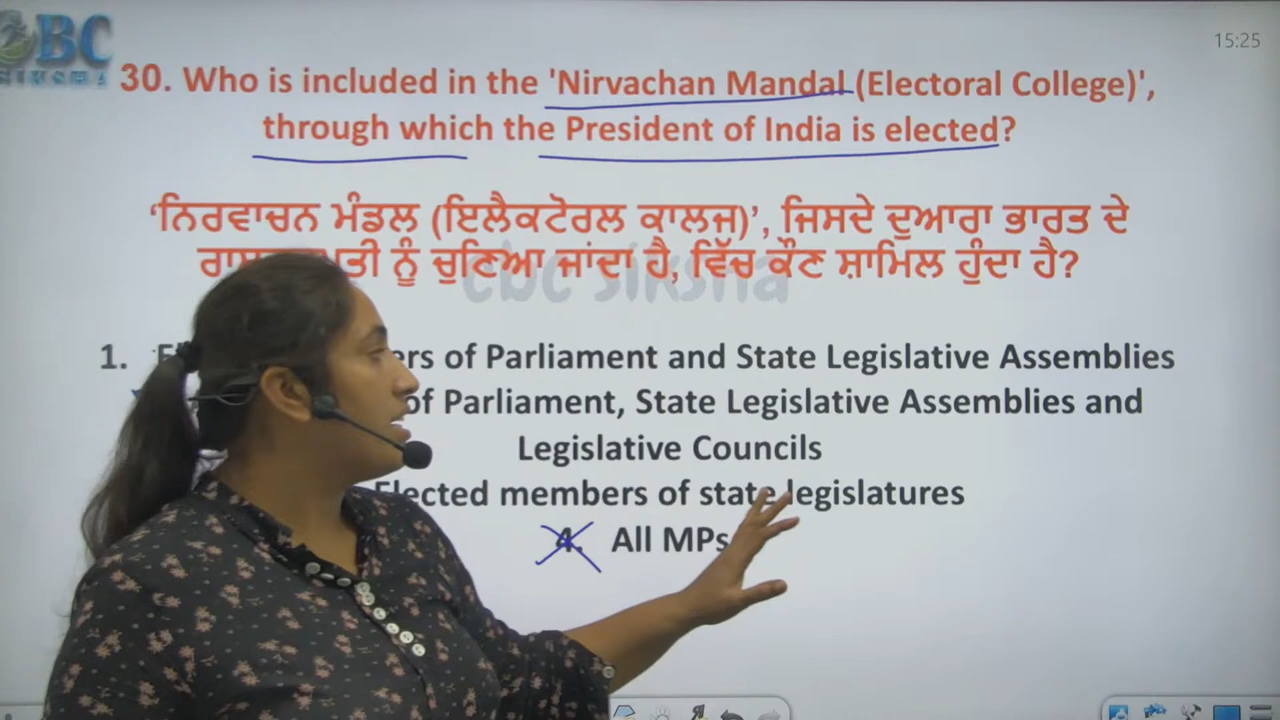 BC
SIKSHA
15:25
30. Who is included in the 'Nirvachan Mandal (Electoral College)',
through which the President of India is elected?
'ਨਿਰਵਾਚਨ ਮੰਡਲ (ਇਲੈਕਟੋਰਲ ਕਾਲਜ)', ਜਿਸਦੇ ਦੁਆਰਾ ਭਾਰਤ ਦੇ
ਨੂੰ ਚੁਣਿਆ ਜਾਂਦਾ ਹੈ, ਵਿੱਚ ਕੌਣ ਸ਼ਾਮਿਲ ਹੁੰਦਾ ਹੈ?
cbc siksha
1. of Parliament and State Legislative Assemblies
of Parliament, State Legislative Assemblies and
Legislative Councils
Elected members of state legislatures
4. All MPs